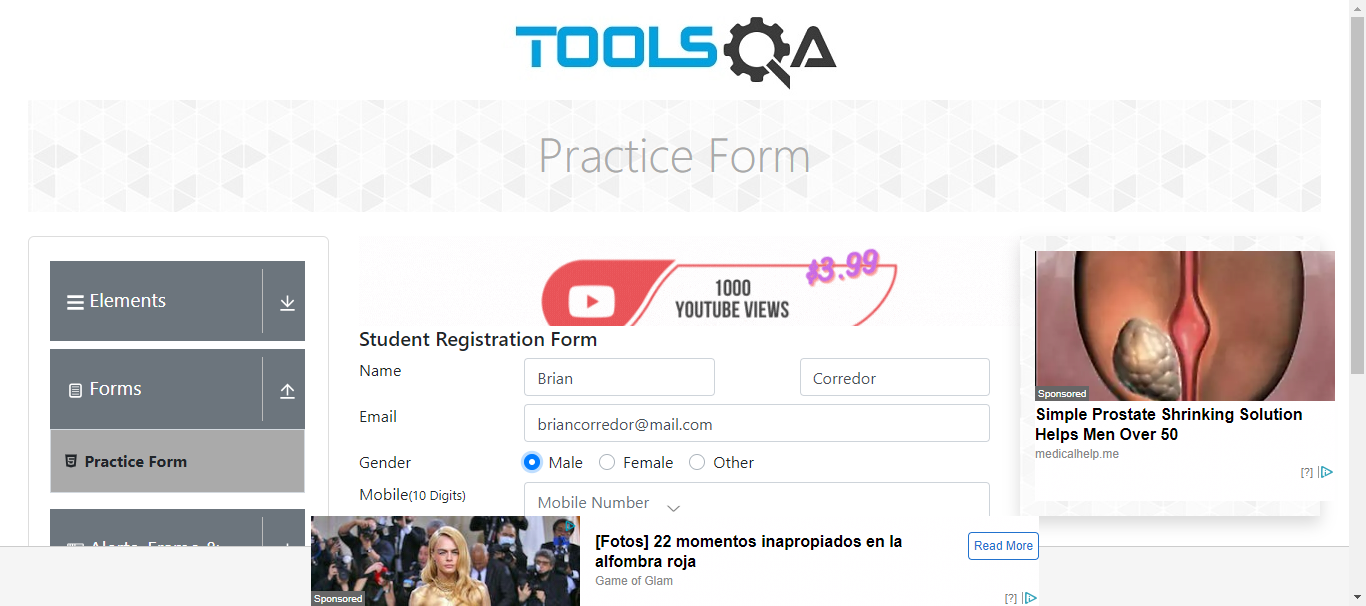 TOOLSQA
Practice Form
Elements
Forms
Practice Form
1000
YOUTUBE VIEWS
$3.99
Student Registration Form
Name
Brian
Corredor
Email
briancorredor@mail.com
Gender
Male
Female
Other
Mobile(10 Digits)
Mobile Number
Sponsored
Simple Prostate Shrinking Solution
Helps Men Over 50
medicalhelp.me
[?]
Sponsored
[Fotos] 22 momentos inapropiados en la
alfombra roja
Game of Glam
Read More
[?]